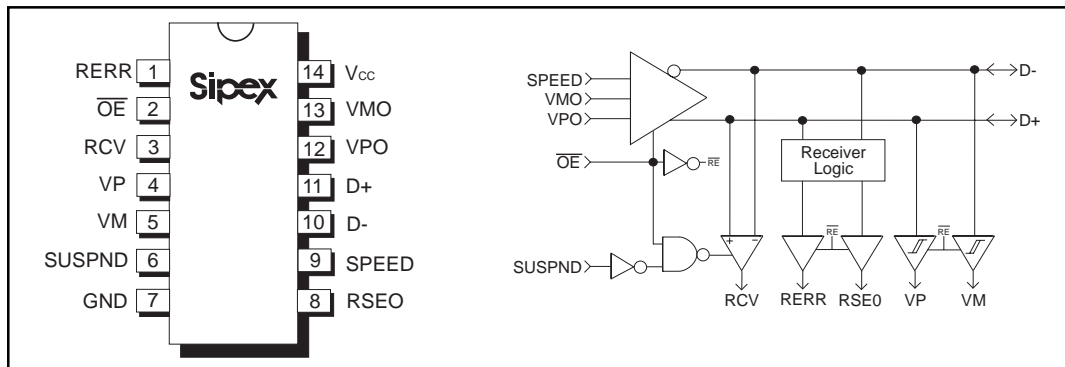 Sipex
RERR 1
OE 2
RCV 3
VP 4
VM 5
SUSPND 6
GND 7
14 Vcc
13 VMO
12 VPO
11 D+
10 D-
9 SPEED
8 RSEO
SPEED
VMO
VPO
OE
RE
SUSPND
D-
D+
Receiver
Logic
+ -
RE
RE
RCV
RERR
RSE0
VP
VM